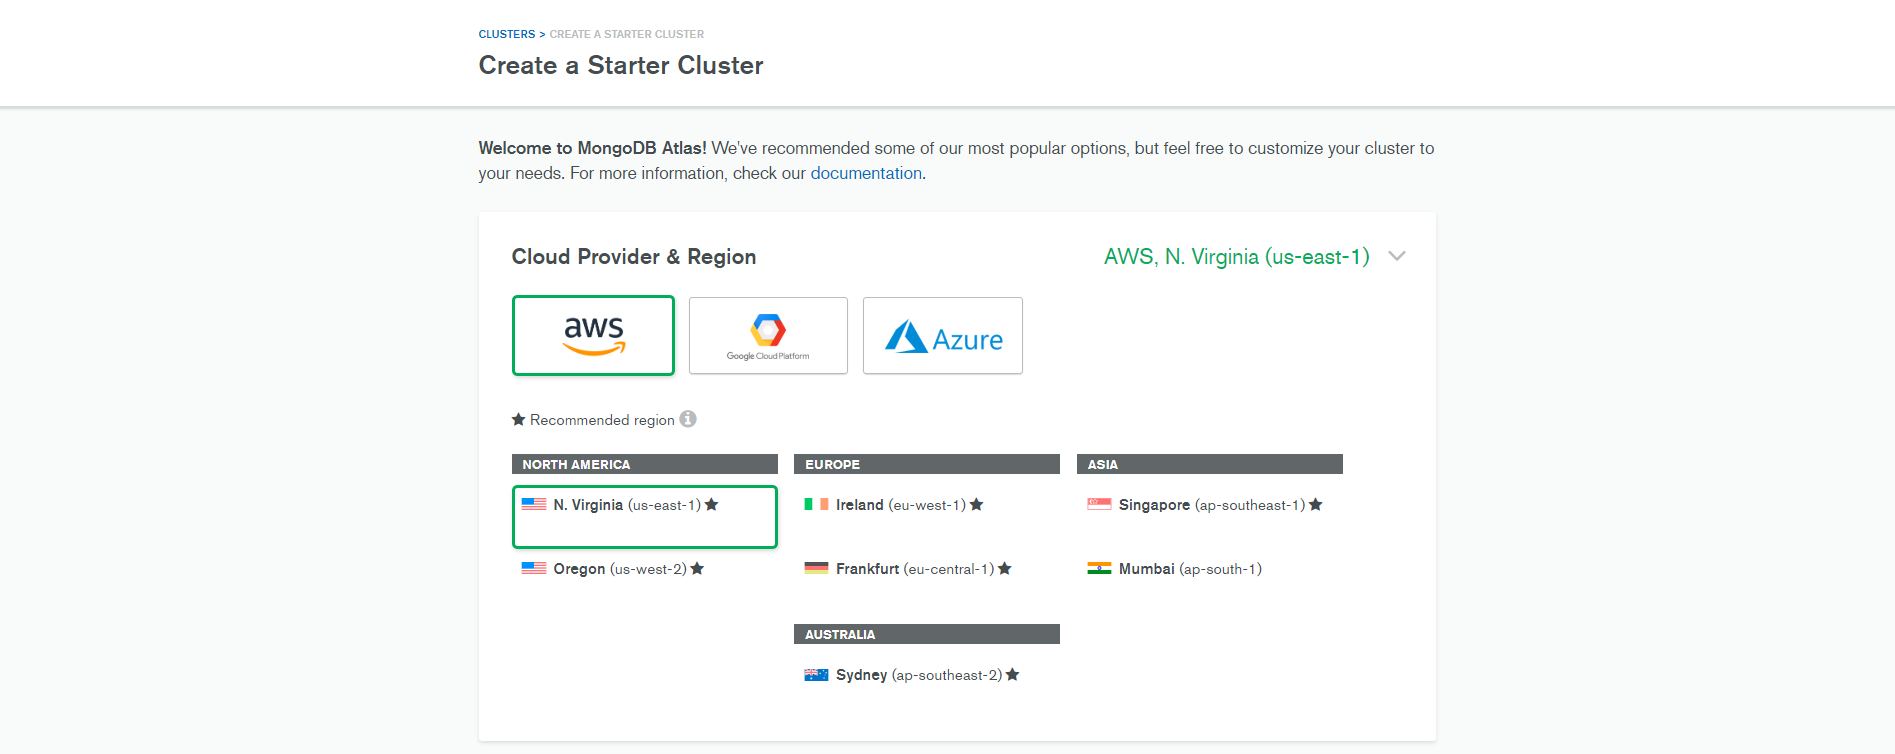 CLUSTERS > CREATE A STARTER CLUSTER
Create a Starter Cluster
Welcome to MongoDB Atlas! We've recommended some of our most popular options, but feel free to customize your cluster to
your needs. For more information, check our documentation.
Cloud Provider & Region
AWS, N. Virginia (us-east-1)
aws
Google Cloud Platform
Azure
Recommended region
NORTH AMERICA
N. Virginia (us-east-1)
Oregon (us-west-2)
EUROPE
Ireland (eu-west-1)
Frankfurt (eu-central-1)
AUSTRALIA
Sydney (ap-southeast-2)
ASIA
Singapore (ap-southeast-1)
Mumbai (ap-south-1)